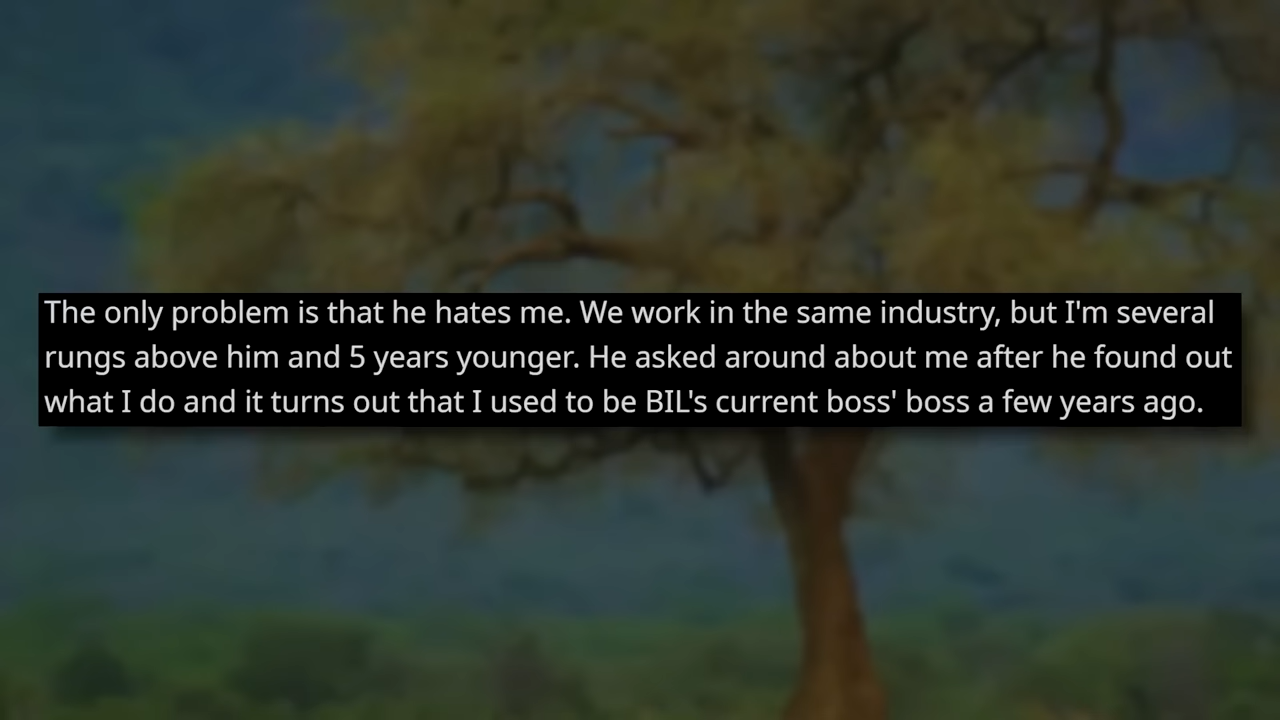 The only problem is that he hates me. We work in the same industry, but I'm several
rungs above him and 5 years younger. He asked around about me after he found out
what I do and it turns out that I used to be BIL's current boss' boss a few years ago.